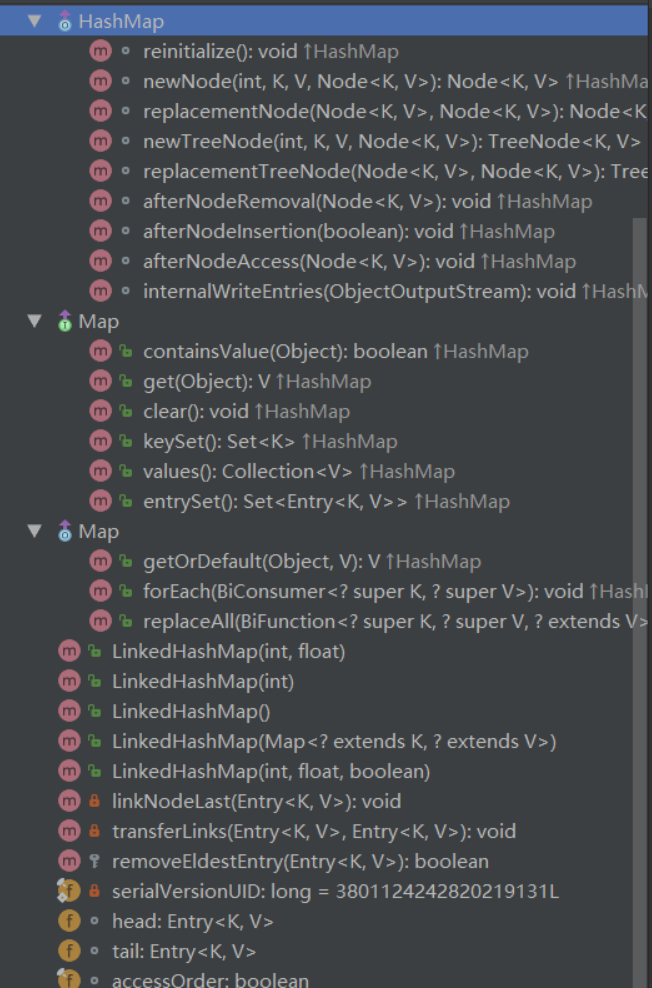 HashMap
m reinitialize(): void ↑HashMap
m newNode(int, K, V, Node<K, V>): Node<K, V> ↑HashMa
m replacementNode(Node<K, V>, Node<K, V>): Node<K
m newTreeNode(int, K, V, Node<K, V>): TreeNode<K, V>
m replacementTreeNode(Node<K, V>, Node<K, V>): Tree
m afterNodeRemoval(Node<K, V>): void ↑HashMap
m afterNodeInsertion(boolean): void ↑HashMap
m afterNodeAccess(Node<K, V>): void ↑HashMap
m internalWriteEntries(ObjectOutputStream): void ↑HashM
Map
m containsValue(Object): boolean ↑HashMap
m get(Object): V ↑HashMap
m clear(): void ↑HashMap
m keySet(): Set<K> ↑HashMap
m values(): Collection<V> ↑HashMap
m entrySet(): Set<Entry<K, V>> ↑HashMap
Map
m getOrDefault(Object, V): V ↑HashMap
m forEach(BiConsumer<? super K, ? super V>): void ↑Hash
m replaceAll(BiFunction<? super K, ? super V, ? extends V>
m LinkedHashMap(int, float)
m LinkedHashMap(int)
m LinkedHashMap()
m LinkedHashMap(Map<? extends K, ? extends V>)
m LinkedHashMap(int, float, boolean)
m linkNodeLast(Entry<K, V>): void
m transferLinks(Entry<K, V>, Entry<K, V>): void
m removeEldestEntry(Entry<K, V>): boolean
f serialVersionUID: long = 3801124242820219131L
f head: Entry<K, V>
f tail: Entry<K, V>
f accessOrder: boolean